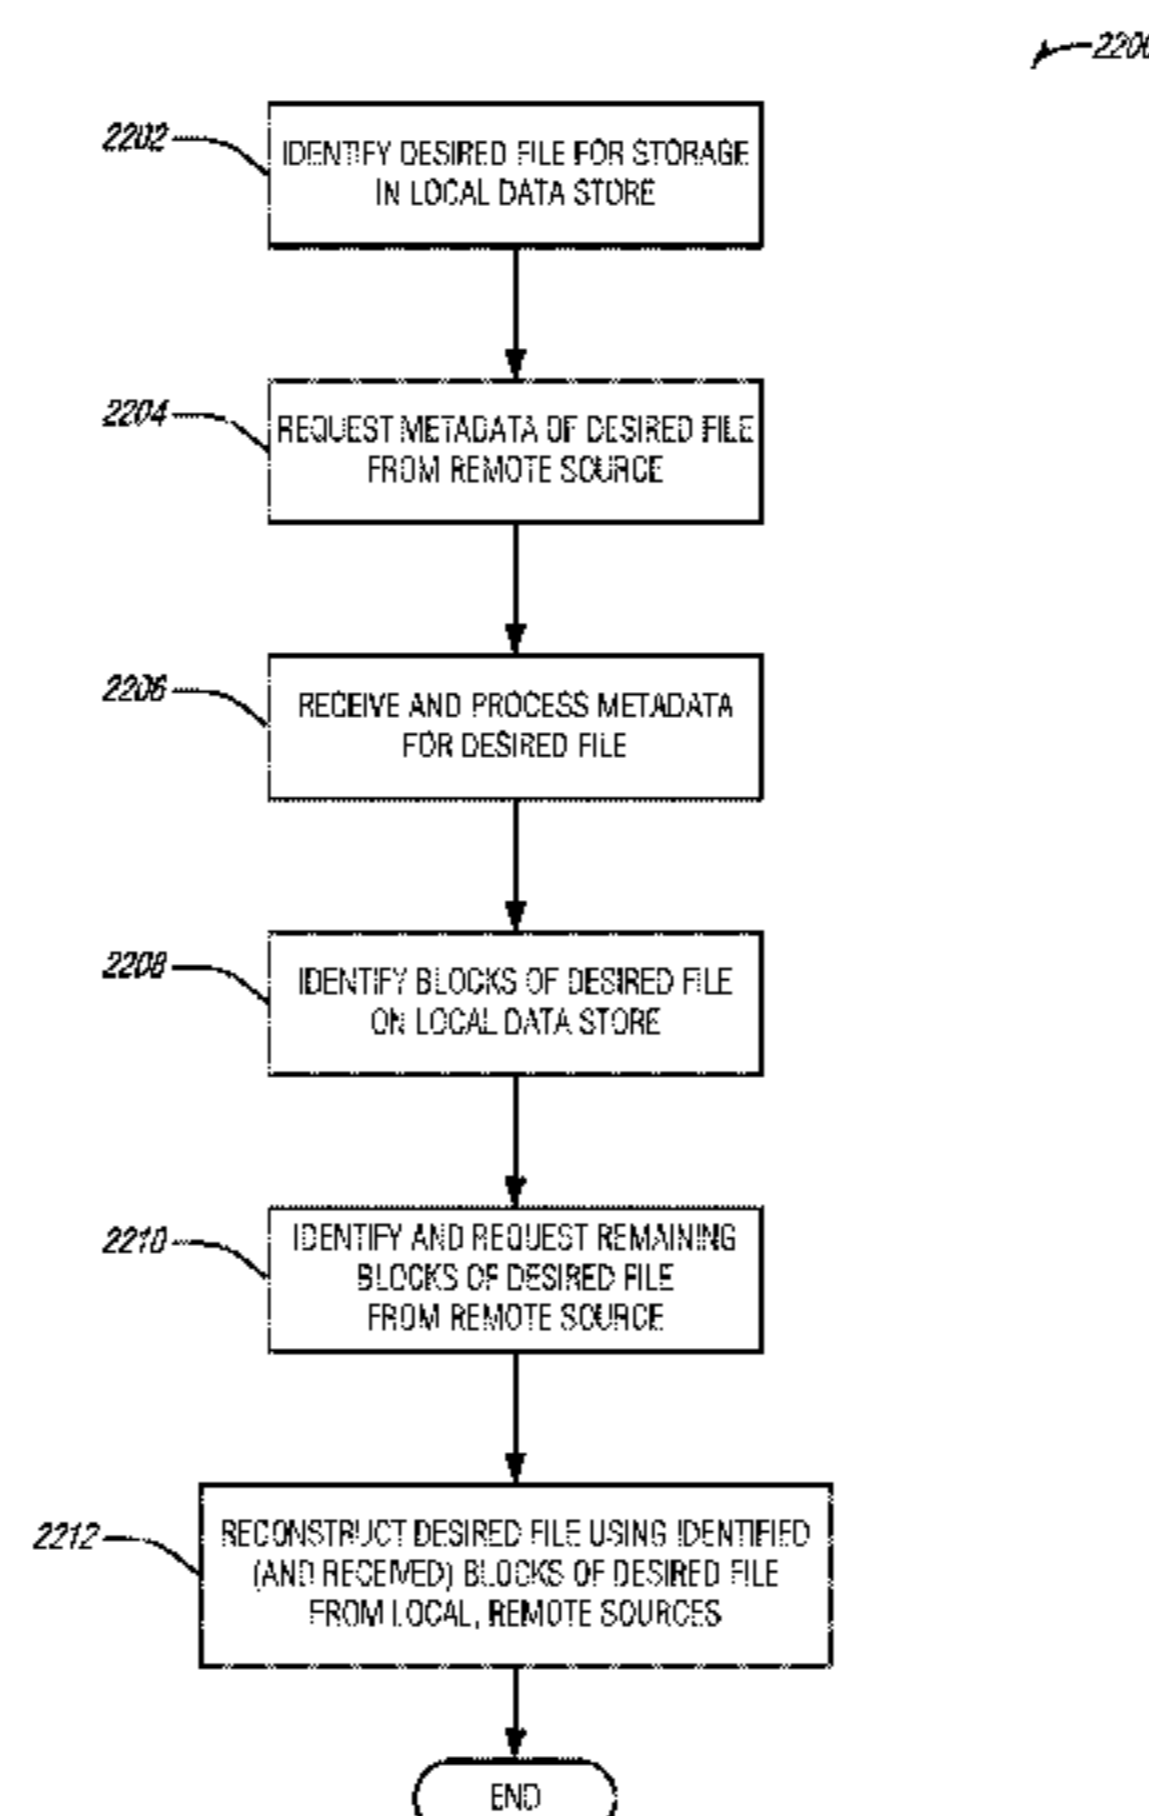 2200
2202
IDENTIFY DESIRED FILE FOR STORAGE
IN LOCAL DATA STORE
2204
REQUEST METADATA OF DESIRED FILE
FROM REMOTE SOURCE
2206
RECEIVE AND PROCESS METADATA
FOR DESIRED FILE
2208
IDENTIFY BLOCKS OF DESIRED FILE
ON LOCAL DATA STORE
2210
IDENTIFY AND REQUEST REMAINING
BLOCKS OF DESIRED FILE
FROM REMOTE SOURCE
2212
RECONSTRUCT DESIRED FILE USING IDENTIFIED
(AND RECEIVED) BLOCKS OF DESIRED FILE
FROM LOCAL, REMOTE SOURCES
END